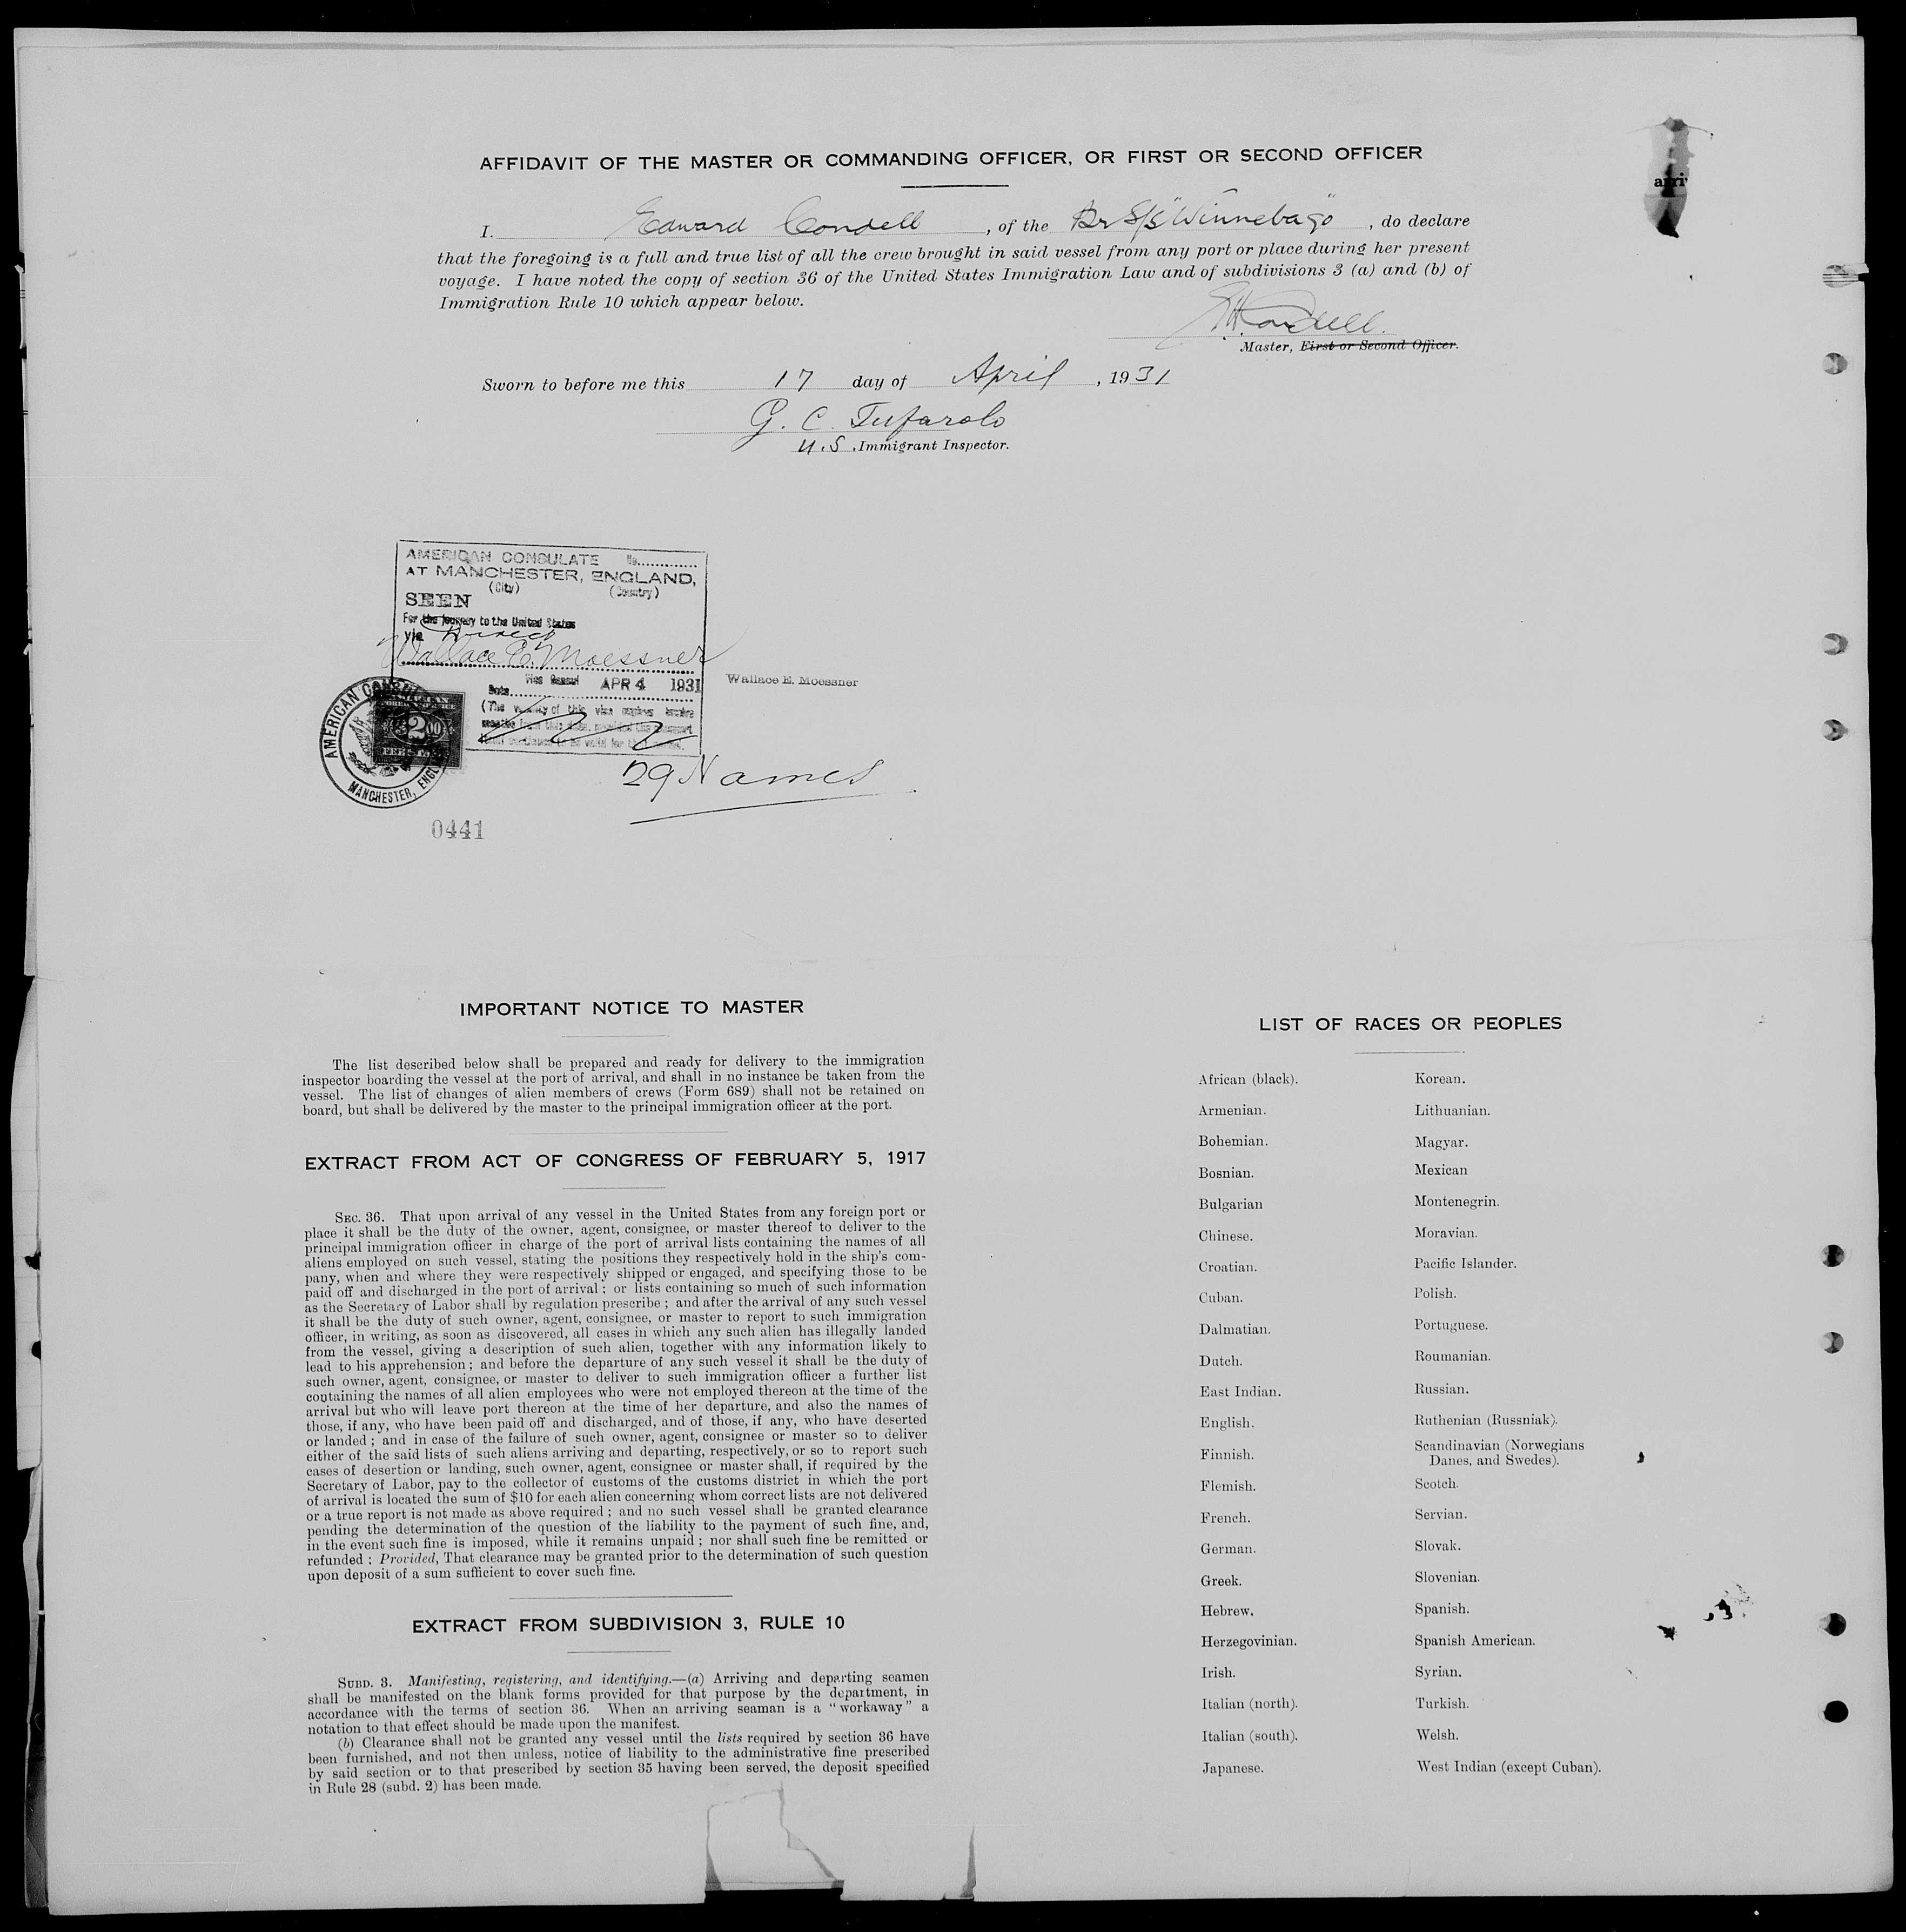 AFFIDAVIT OF THE MASTER OR COMMANDING OFFICER, OR FIRST OR SECOND OFFICER
arri
I. Edward Condell, of the Br S/S "Winnebago", do declare
that the foregoing is a full and true list of all the crew brought in said vessel from any port or place during her present
voyage. I have noted the copy of section 36 of the United States Immigration Law and of subdivisions 3 (a) and (b) of
Immigration Rule 10 which appear below.
Condell.
Master, First or Second Officer.
Sworn to before me this 17 day of April, 1931
G. C. Tufarolo
U.S. Immigrant Inspector.
AMERICAN CONSULATE No.
AT MANCHESTER, ENGLAND,
(City) (Country)
SEEN
For the journey to the United States
via Direct
Wallace E. Moessner
Vice Consul
Date APR 4 1931
Wallace E. Moessner
(The validity of this visa expires twelve
AMERICAN CONSUL
MANCHESTER, ENGL
$2.00
29 Names
0441
IMPORTANT NOTICE TO MASTER
The list described below shall be prepared and ready for delivery to the immigration
inspector boarding the vessel at the port of arrival, and shall in no instance be taken from the
vessel. The list of changes of alien members of crews (Form 689) shall not be retained on
board, but shall be delivered by the master to the principal immigration officer at the port.
EXTRACT FROM ACT OF CONGRESS OF FEBRUARY 5, 1917
SEC. 36. That upon arrival of any vessel in the United States from any foreign port or
place it shall be the duty of the owner, agent, consignee, or master thereof to deliver to the
principal immigration officer in charge of the port of arrival lists containing the names of all
aliens employed on such vessel, stating the positions they respectively hold in the ship's com-
pany, when and where they were respectively shipped or engaged, and specifying those to be
paid off and discharged in the port of arrival; or lists containing so much of such information
as the Secretary of Labor shall by regulation prescribe; and after the arrival of any such vessel
it shall be the duty of such owner, agent, consignee, or master to report to such immigration
officer, in writing, as soon as discovered, all cases in which any such alien has illegally landed
from the vessel, giving a description of such alien, together with any information likely to
lead to his apprehension; and before the departure of any such vessel it shall be the duty of
such owner, agent, consignee, or master to deliver to such immigration officer a further list
containing the names of all alien employees who were not employed thereon at the time of the
arrival but who will leave port thereon at the time of her departure, and also the names of
those, if any, who have been paid off and discharged, and of those, if any, who have deserted
or landed; and in case of the failure of such owner, agent, consignee or master so to deliver
either of the said lists of such aliens arriving and departing, respectively, or so to report such
cases of desertion or landing, such owner, agent, consignee or master shall, if required by the
Secretary of Labor, pay to the collector of customs of the customs district in which the port
of arrival is located the sum of $10 for each alien concerning whom correct lists are not delivered
or a true report is not made as above required; and no such vessel shall be granted clearance
pending the determination of the question of the liability to the payment of such fine, and,
in the event such fine is imposed, while it remains unpaid; nor shall such fine be remitted or
refunded: Provided, That clearance may be granted prior to the determination of such question
upon deposit of a sum sufficient to cover such fine.
EXTRACT FROM SUBDIVISION 3, RULE 10
SUBD. 3. Manifesting, registering, and identifying.—(a) Arriving and departing seamen
shall be manifested on the blank forms provided for that purpose by the department, in
accordance with the terms of section 36. When an arriving seaman is a "workaway" a
notation to that effect should be made upon the manifest.
(b) Clearance shall not be granted any vessel until the lists required by section 36 have
been furnished, and not then unless, notice of liability to the administrative fine prescribed
by said section or to that prescribed by section 35 having been served, the deposit specified
in Rule 28 (subd. 2) has been made.
LIST OF RACES OR PEOPLES
African (black).
Armenian.
Bohemian.
Bosnian.
Bulgarian
Chinese.
Croatian.
Cuban.
Dalmatian.
Dutch.
East Indian.
English.
Finnish.
Flemish.
French.
German.
Greek.
Hebrew.
Herzegovinian.
Irish.
Italian (north).
Italian (south).
Japanese.
Korean.
Lithuanian.
Magyar.
Mexican
Montenegrin.
Moravian.
Pacific Islander.
Polish.
Portuguese.
Roumanian.
Russian.
Ruthenian (Russniak).
Scandinavian (Norwegians
Danes, and Swedes).
Scotch.
Servian.
Slovak.
Slovenian.
Spanish.
Spanish American.
Syrian.
Turkish.
Welsh.
West Indian (except Cuban).